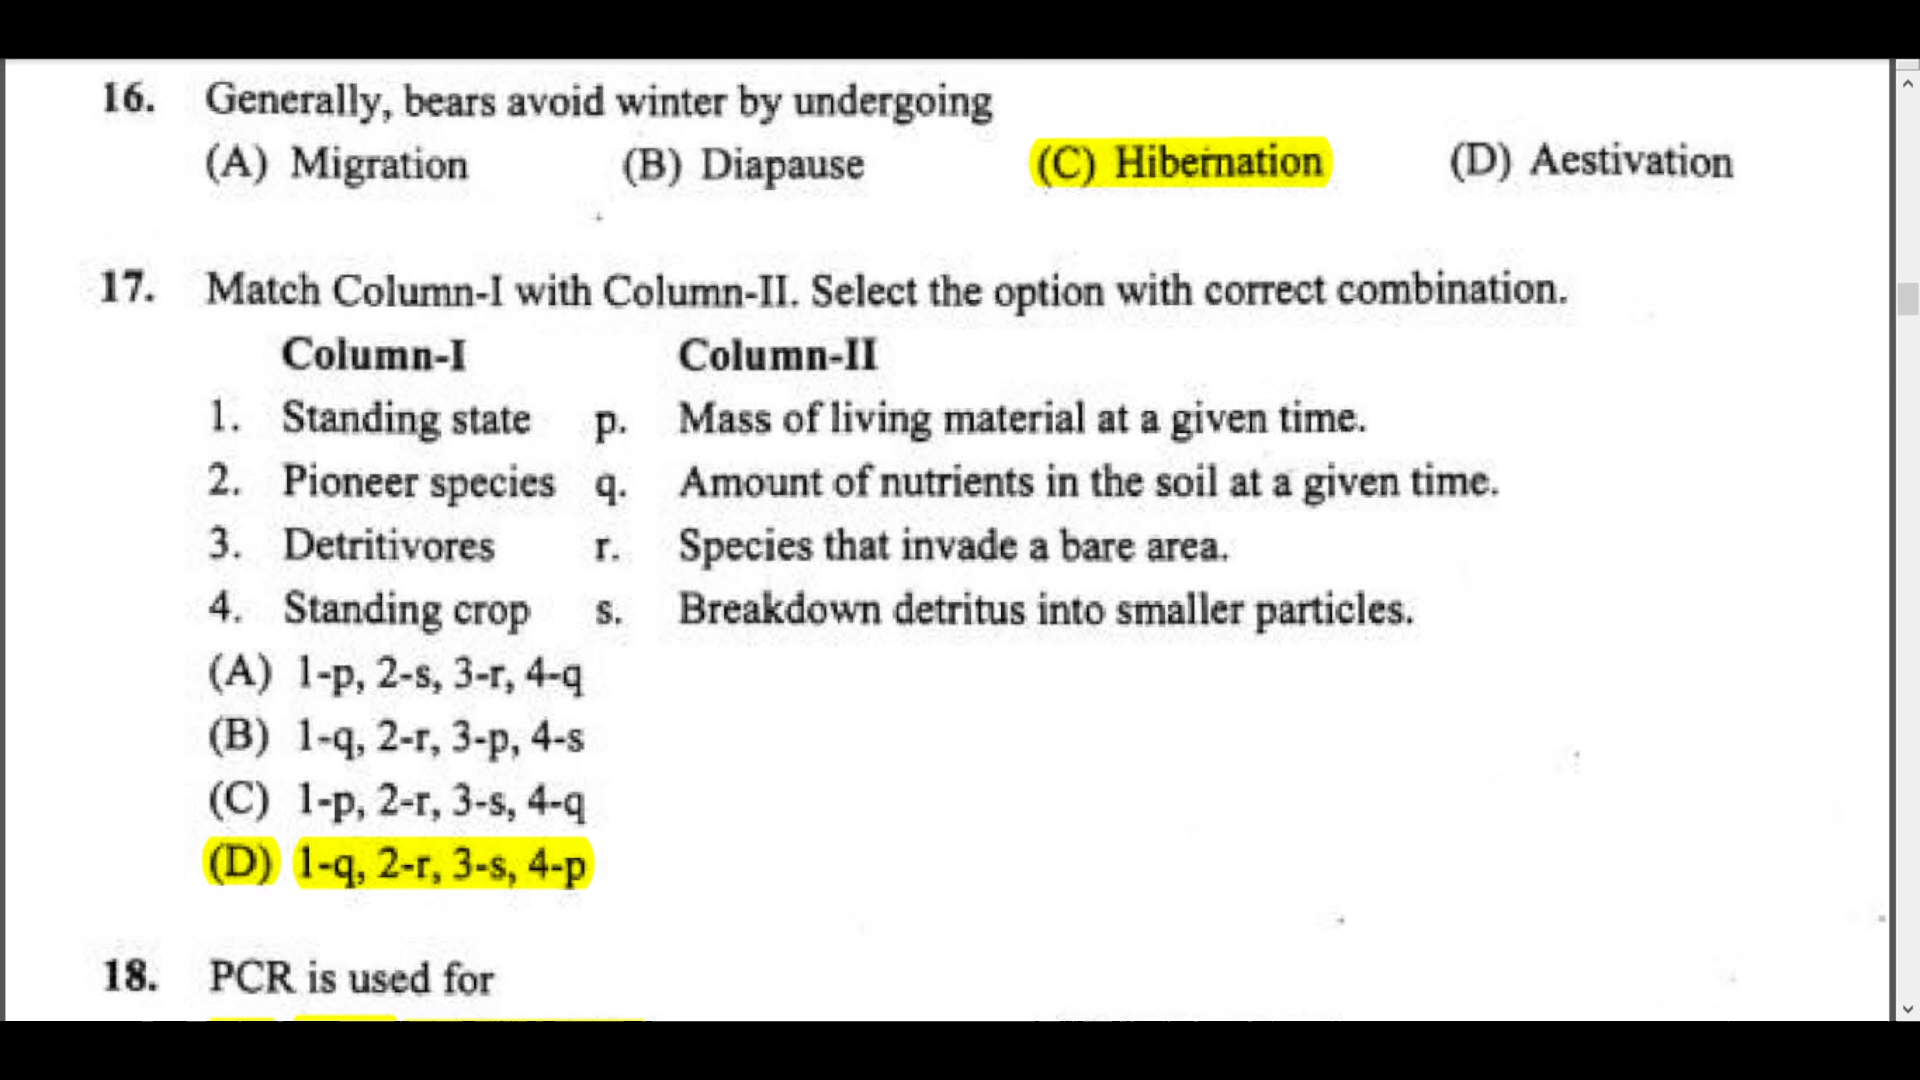 16. Generally, bears avoid winter by undergoing
(A) Migration (B) Diapause (C) Hibernation (D) Aestivation
17. Match Column-I with Column-II. Select the option with correct combination.
Column-I Column-II
1. Standing state p. Mass of living material at a given time.
2. Pioneer species q. Amount of nutrients in the soil at a given time.
3. Detritivores r. Species that invade a bare area.
4. Standing crop s. Breakdown detritus into smaller particles.
(A) 1-p, 2-s, 3-r, 4-q
(B) 1-q, 2-r, 3-p, 4-s
(C) 1-p, 2-r, 3-s, 4-q
(D) 1-q, 2-r, 3-s, 4-p
18. PCR is used for